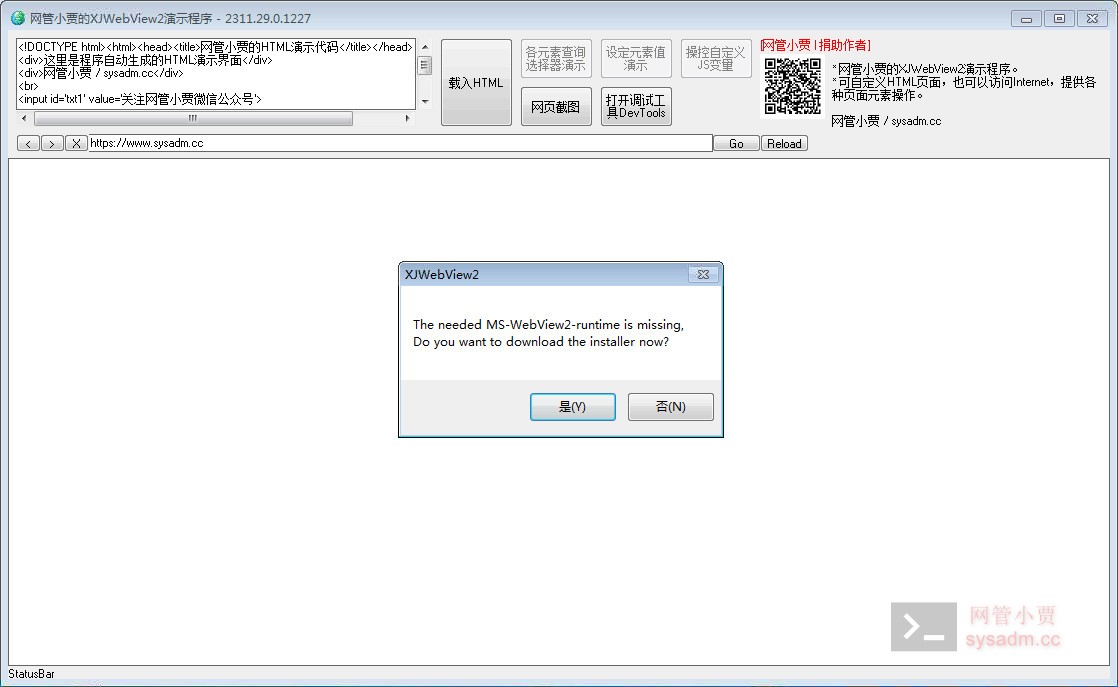 网管小贾的XJWebView2演示程序 - 2311.29.0.1227
<!DOCTYPE html><html><head><title>网管小贾的HTML演示代码</title></head>
<div>这里是程序自动生成的HTML演示界面</div>
<div>网管小贾 / sysadm.cc</div>
<br>
<input id='txt1' value='关注网管小贾微信公众号'>
载入HTML
各元素查询
选择器演示
设定元素值
演示
操控自定义
JS变量
网页截图
打开调试工
具DevTools
[网管小贾 | 捐助作者]
*网管小贾的XJWebView2演示程序。
*可自定义HTML页面，也可以访问Internet，提供各
种页面元素操作。
网管小贾 / sysadm.cc
< > X https://www.sysadm.cc Go Reload
XJWebView2
The needed MS-WebView2-runtime is missing,
Do you want to download the installer now?
是(Y) 否(N)
>_ 网管小贾
sysadm.cc
StatusBar